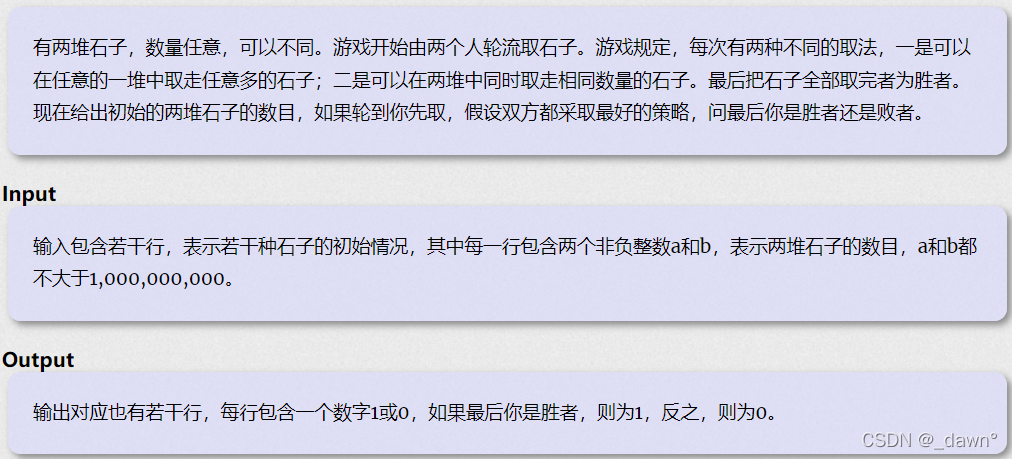 有两堆石子，数量任意，可以不同。游戏开始由两个人轮流取石子。游戏规定，每次有两种不同的取法，一是可以
在任意的一堆中取走任意多的石子；二是可以在两堆中同时取走相同数量的石子。最后把石子全部取完者为胜者。
现在给出初始的两堆石子的数目，如果轮到你先取，假设双方都采取最好的策略，问最后你是胜者还是败者。
Input
输入包含若干行，表示若干种石子的初始情况，其中每一行包含两个非负整数a和b，表示两堆石子的数目，a和b都
不大于1,000,000,000。
Output
输出对应也有若干行，每行包含一个数字1或0，如果最后你是胜者，则为1，反之，则为0。
CSDN @_dawn°